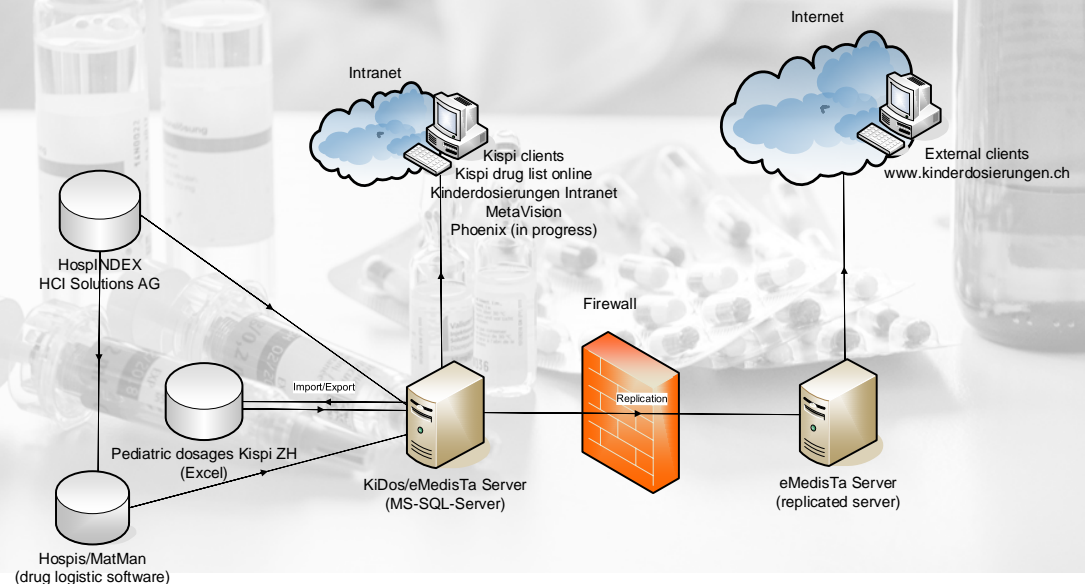 Internet
Intranet
Kispi clients
Kispi drug list online
Kinderdosierungen Intranet
MetaVision
Phoenix (in progress)
External clients
www.kinderdosierungen.ch
HospINDEX
HCI Solutions AG
Firewall
Import/Export
Replication
Pediatric dosages Kispi ZH
(Excel)
KiDos/eMedisTa Server
(MS-SQL-Server)
eMedisTa Server
(replicated server)
Hospis/MatMan
(drug logistic software)